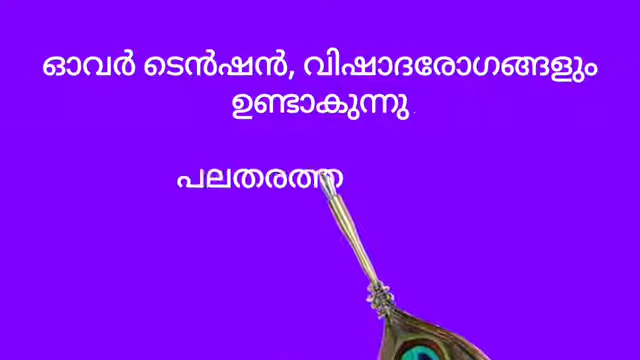 ഓവർ ടെൻഷൻ, വിഷാദരോഗങ്ങളും
ഉണ്ടാകുന്നു
പലതരത്ത